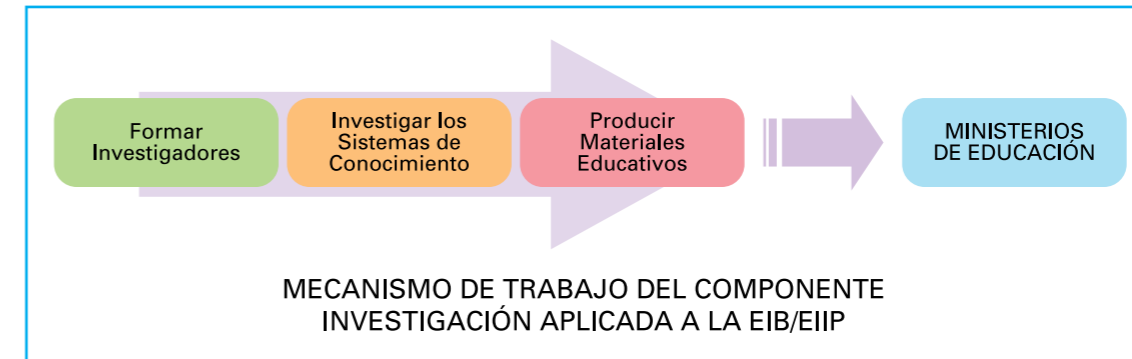 Formar
Investigadores
Investigar los
Sistemas de
Conocimiento
Producir
Materiales
Educativos
MINISTERIOS
DE EDUCACIÓN
MECANISMO DE TRABAJO DEL COMPONENTE
INVESTIGACIÓN APLICADA A LA EIB/EIIP